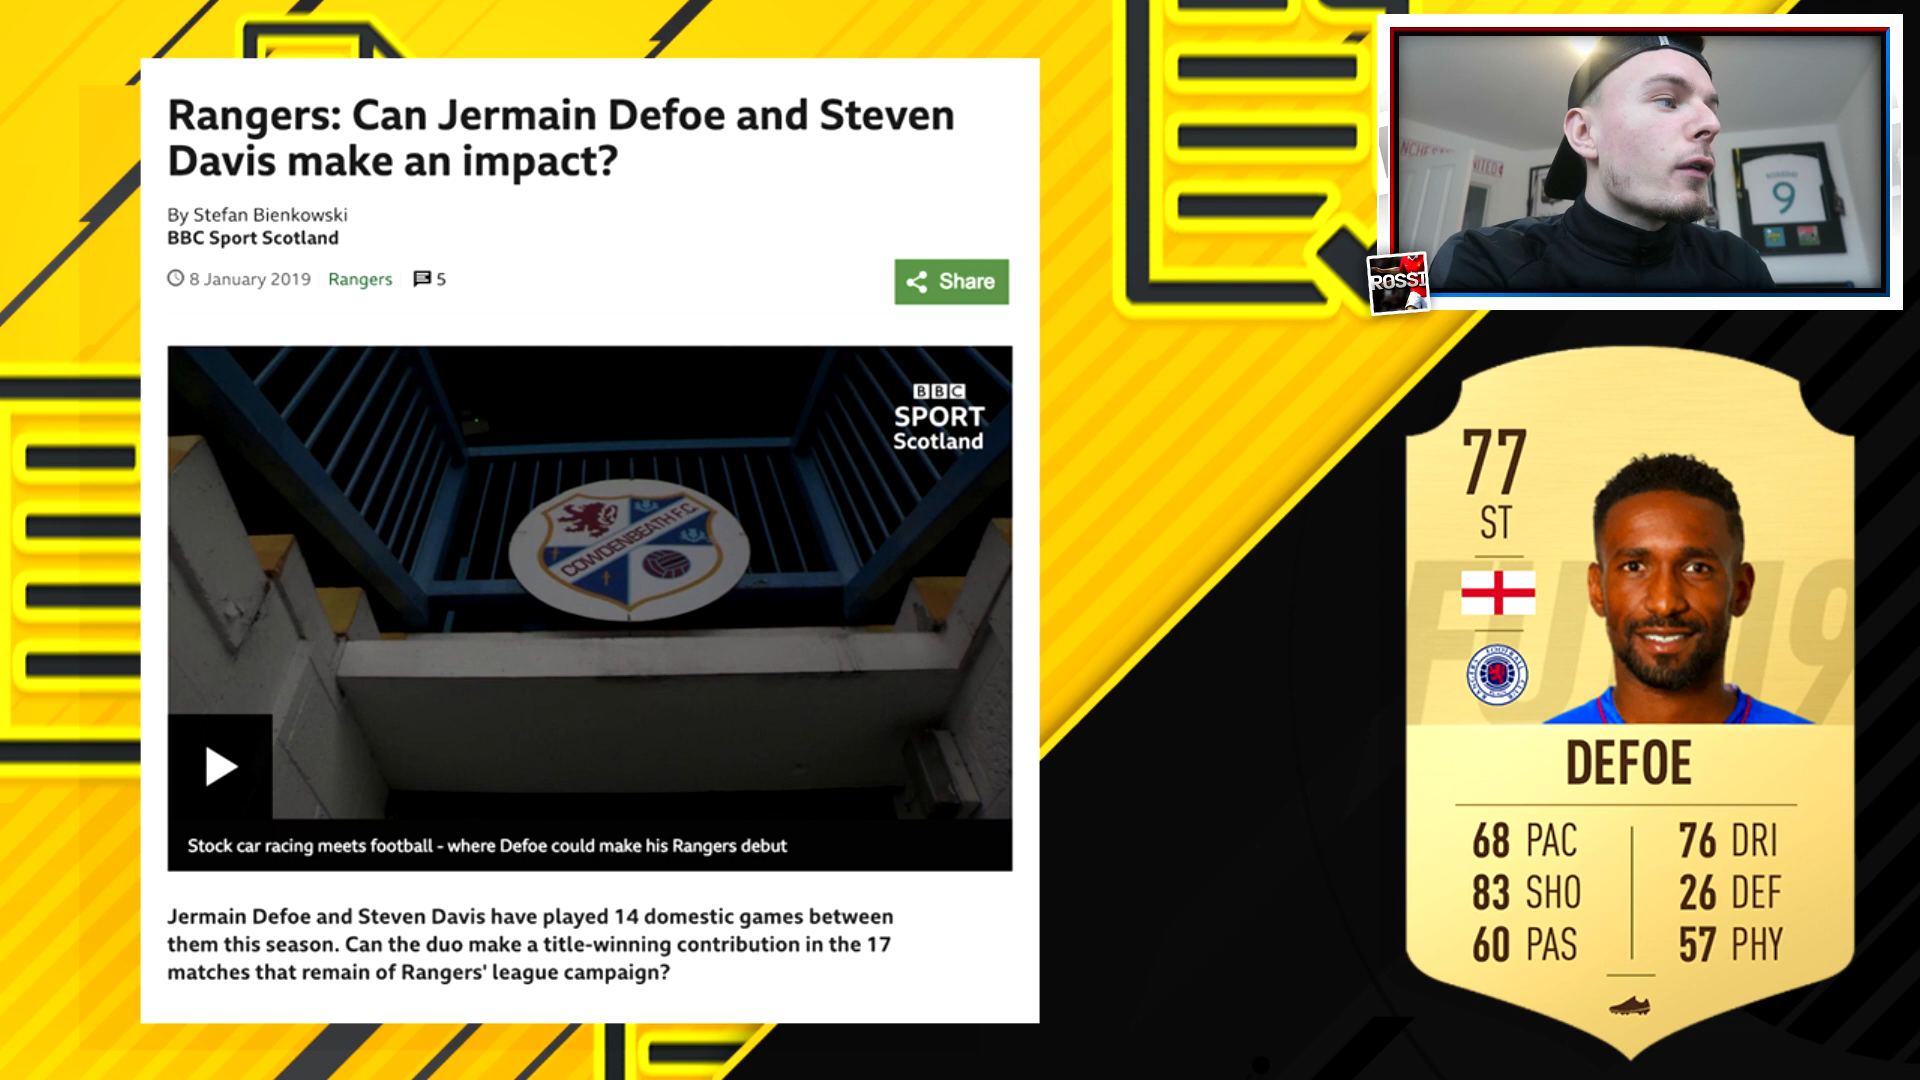 Rangers: Can Jermain Defoe and Steven
Davis make an impact?
By Stefan Bienkowski
BBC Sport Scotland
8 January 2019 Rangers 5
Share
BBC
SPORT
Scotland
COWDENBEATH F.C.
Stock car racing meets football - where Defoe could make his Rangers debut
Jermain Defoe and Steven Davis have played 14 domestic games between
them this season. Can the duo make a title-winning contribution in the 17
matches that remain of Rangers' league campaign?
9
ROSSI
77
ST
FUT 19
DEFOE
68 PAC 76 DRI
83 SHO 26 DEF
60 PAS 57 PHY